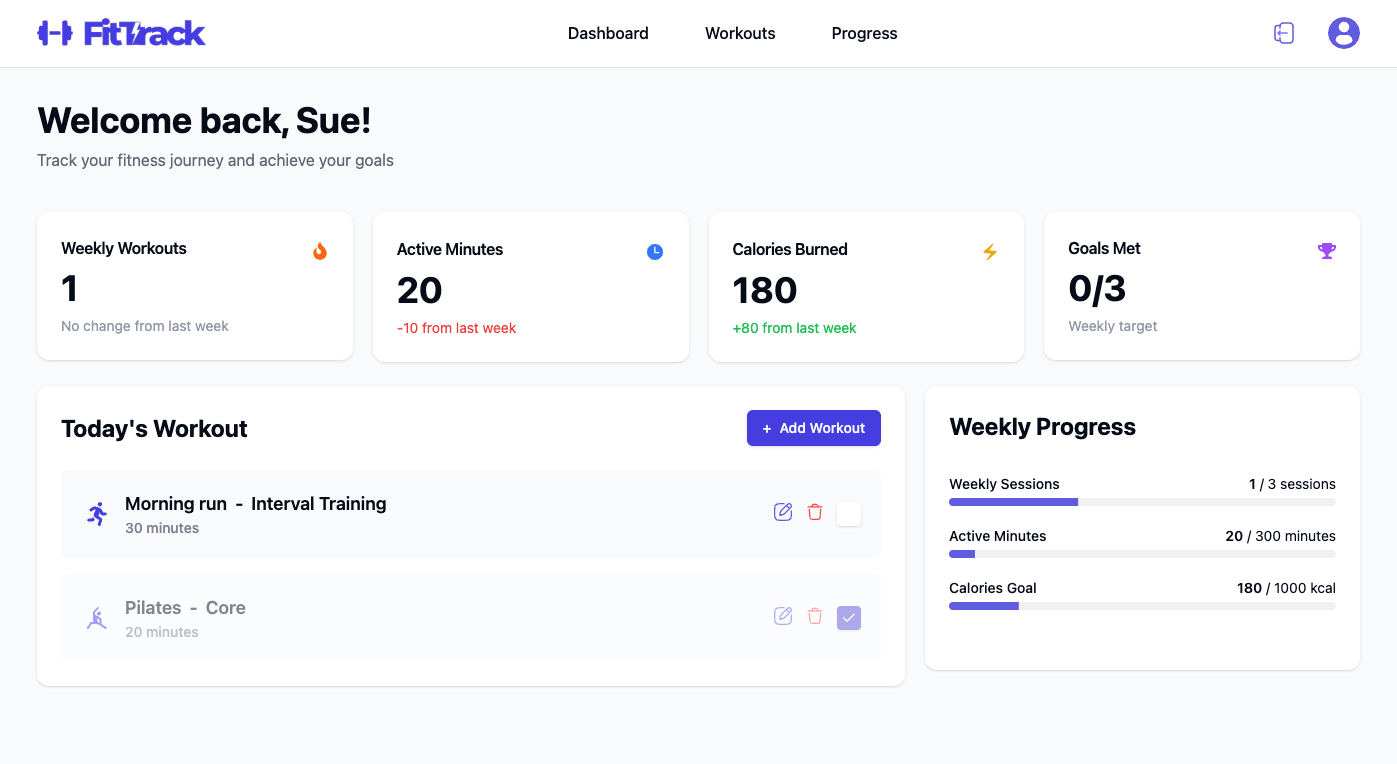 FitTrack
Dashboard Workouts Progress
Welcome back, Sue!
Track your fitness journey and achieve your goals
Weekly Workouts
1
No change from last week
Active Minutes
20
-10 from last week
Calories Burned
180
+80 from last week
Goals Met
0/3
Weekly target
Today's Workout
+ Add Workout
Morning run - Interval Training
30 minutes
Pilates - Core
20 minutes
Weekly Progress
Weekly Sessions 1 / 3 sessions
Active Minutes 20 / 300 minutes
Calories Goal 180 / 1000 kcal